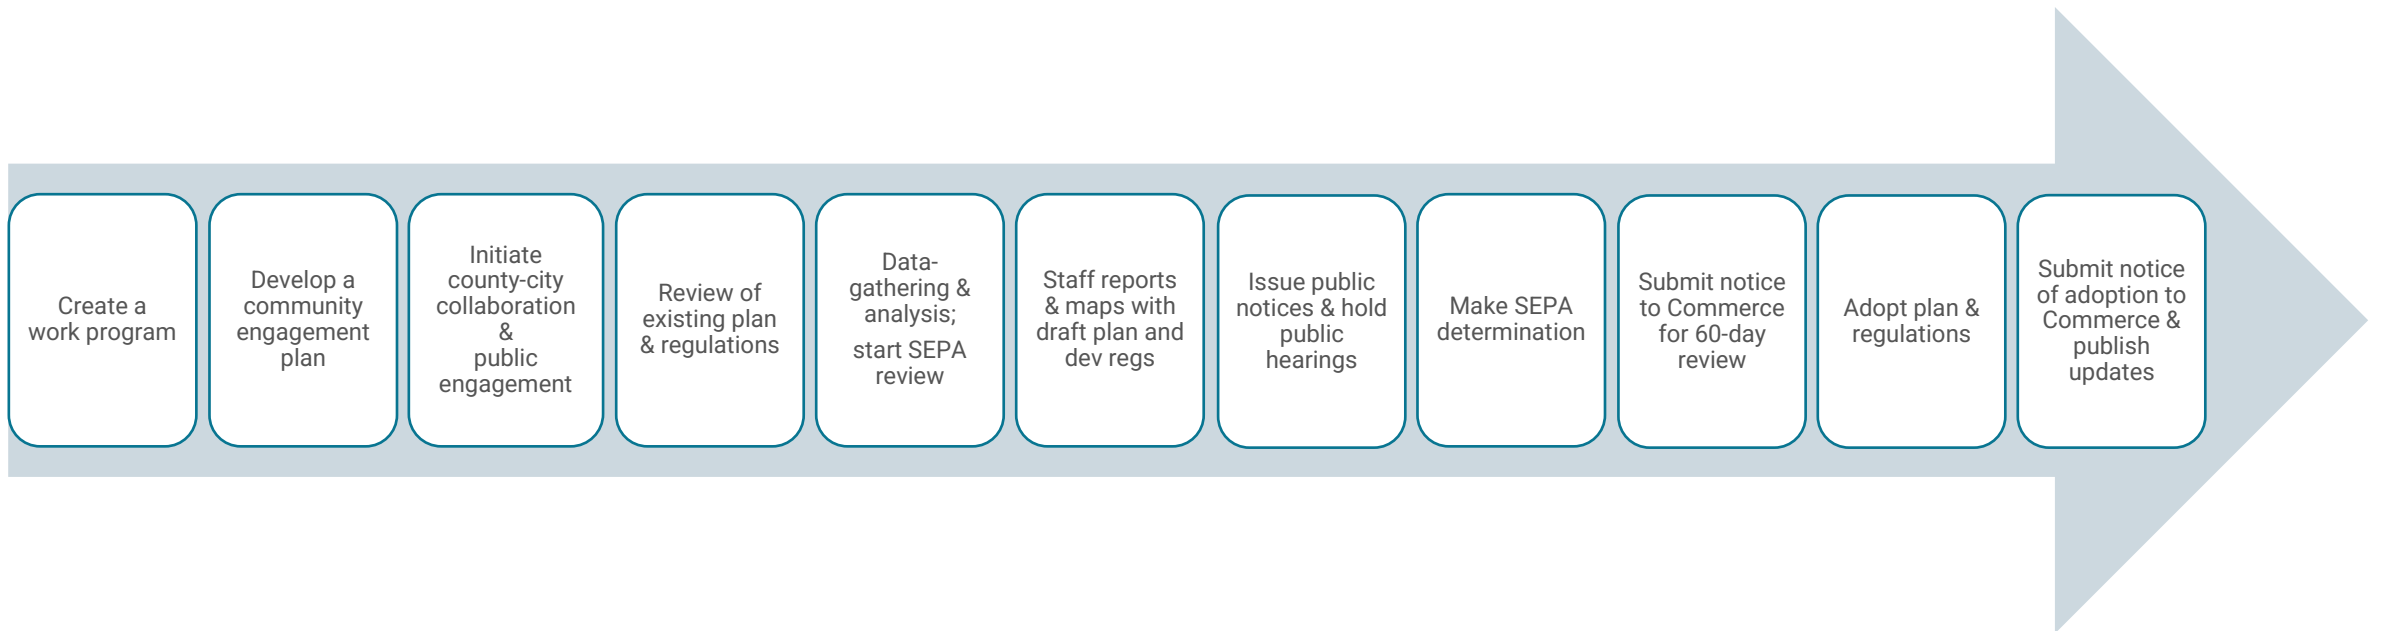 Create a
work program
Develop a
community
engagement
plan
Initiate
county-city
collaboration
&
public
engagement
Review of
existing plan
& regulations
Data-
gathering &
analysis;
start SEPA
review
Staff reports
& maps with
draft plan and
dev regs
Issue public
notices & hold
public
hearings
Make SEPA
determination
Submit notice
to Commerce
for 60-day
review
Adopt plan &
regulations
Submit notice
of adoption to
Commerce &
publish
updates